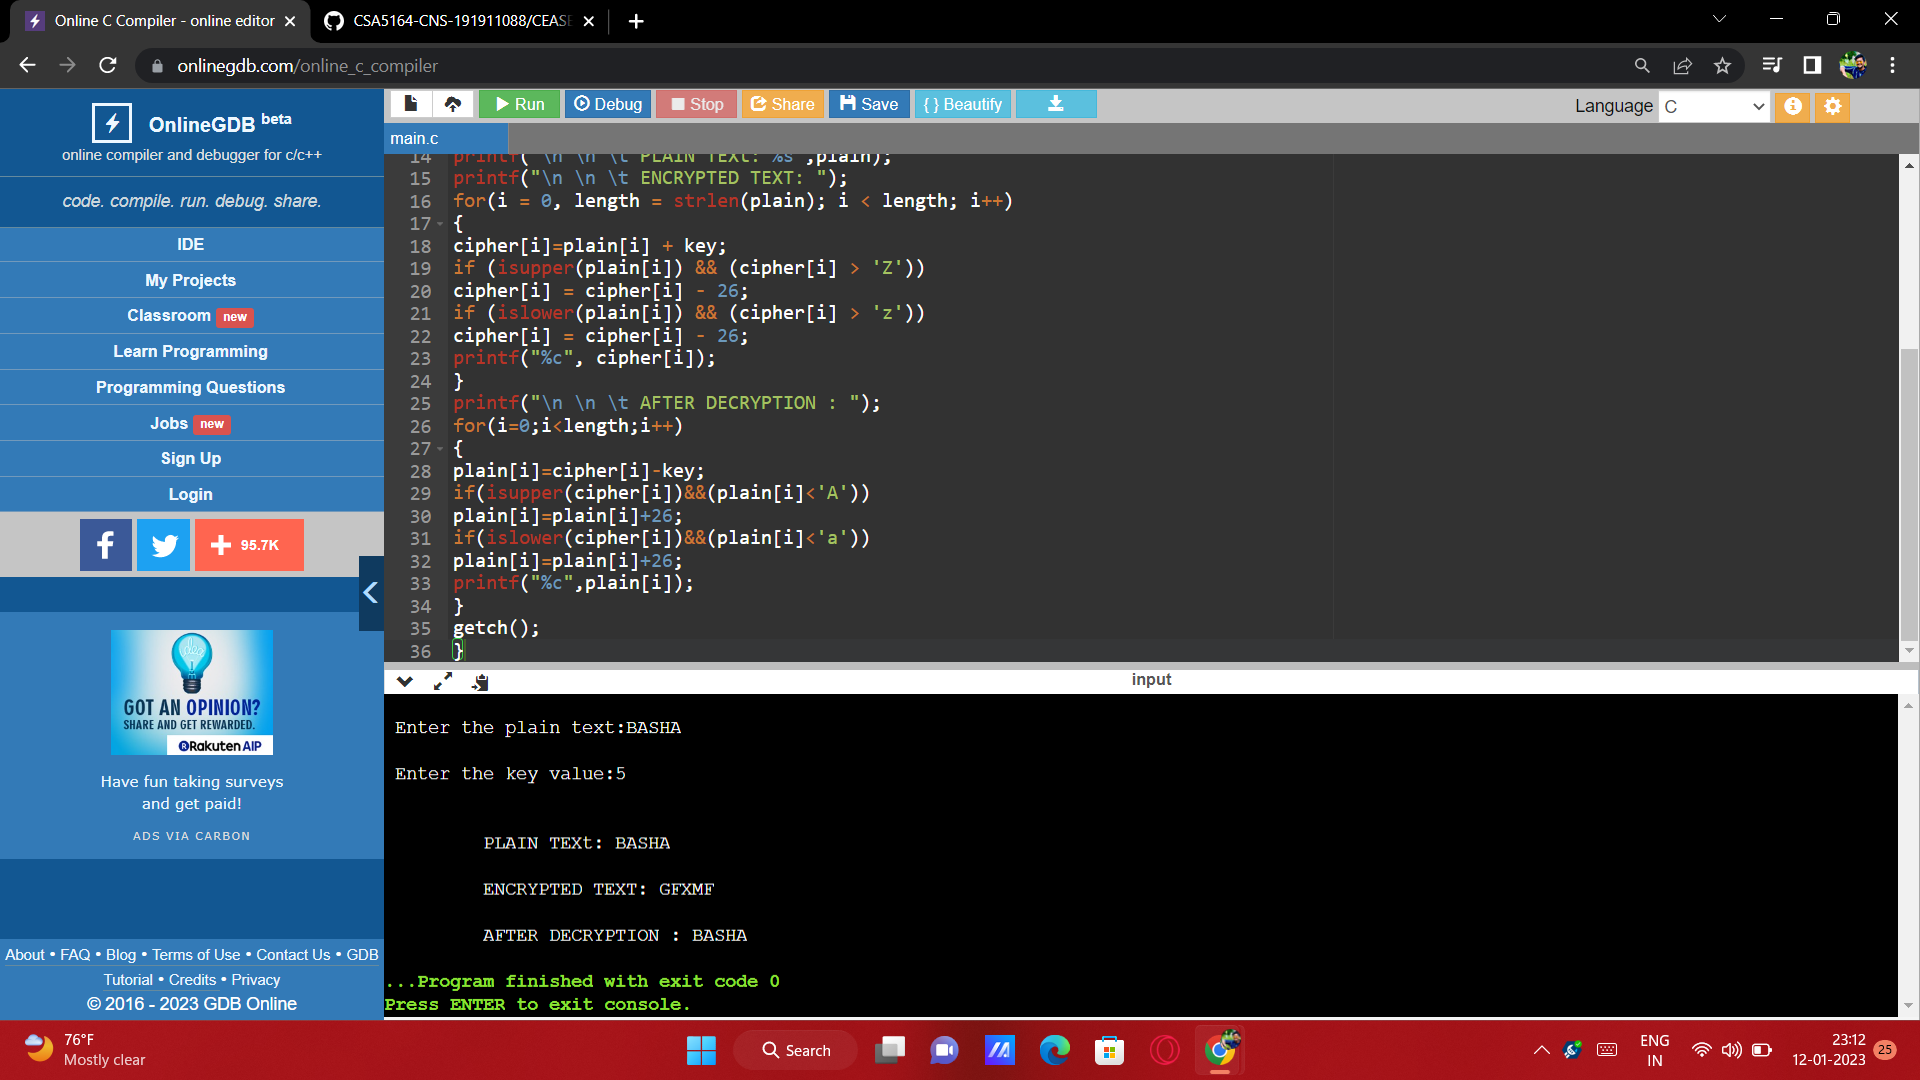 Online C Compiler - online editor
CSA5164-CNS-191911088/CEASE
onlinegdb.com/online_c_compiler
OnlineGDB beta
online compiler and debugger for c/c++
code. compile. run. debug. share.
IDE
My Projects
Classroom new
Learn Programming
Programming Questions
Jobs new
Sign Up
Login
f
+ 95.7K
idea
GOT AN OPINION?
SHARE AND GET REWARDED.
Rakuten AIP
Have fun taking surveys
and get paid!
ADS VIA CARBON
About • FAQ • Blog • Terms of Use • Contact Us • GDB
Tutorial • Credits • Privacy
© 2016 - 2023 GDB Online
Run
Debug
Stop
Share
Save
{ } Beautify
Language C
main.c
14 printf("\n \n \t PLAIN TEXt: %s",plain);
15 printf("\n \n \t ENCRYPTED TEXT: ");
16 for(i = 0, length = strlen(plain); i < length; i++)
17 {
18 cipher[i]=plain[i] + key;
19 if (isupper(plain[i]) && (cipher[i] > 'Z'))
20 cipher[i] = cipher[i] - 26;
21 if (islower(plain[i]) && (cipher[i] > 'z'))
22 cipher[i] = cipher[i] - 26;
23 printf("%c", cipher[i]);
24 }
25 printf("\n \n \t AFTER DECRYPTION : ");
26 for(i=0;i<length;i++)
27 {
28 plain[i]=cipher[i]-key;
29 if(isupper(cipher[i])&&(plain[i]<'A'))
30 plain[i]=plain[i]+26;
31 if(islower(cipher[i])&&(plain[i]<'a'))
32 plain[i]=plain[i]+26;
33 printf("%c",plain[i]);
34 }
35 getch();
36 }
input
Enter the plain text:BASHA
Enter the key value:5
PLAIN TEXt: BASHA
ENCRYPTED TEXT: GFXMF
AFTER DECRYPTION : BASHA
...Program finished with exit code 0
Press ENTER to exit console.
76°F
Mostly clear
Search
ENG
IN
23:12
12-01-2023
25